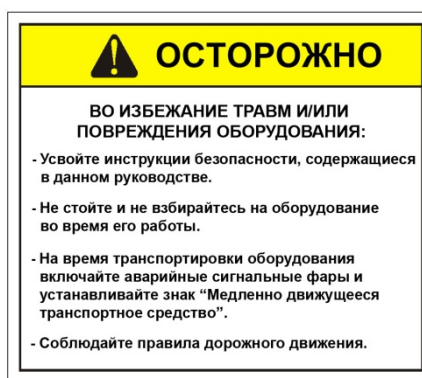 ОСТОРОЖНО
ВО ИЗБЕЖАНИЕ ТРАВМ И/ИЛИ
ПОВРЕЖДЕНИЯ ОБОРУДОВАНИЯ:
- Усвойте инструкции безопасности, содержащиеся
в данном руководстве.
- Не стойте и не взбирайтесь на оборудование
во время его работы.
- На время транспортировки оборудования
включайте аварийные сигнальные фары и
устанавливайте знак “Медленно движущееся
транспортное средство”.
- Соблюдайте правила дорожного движения.